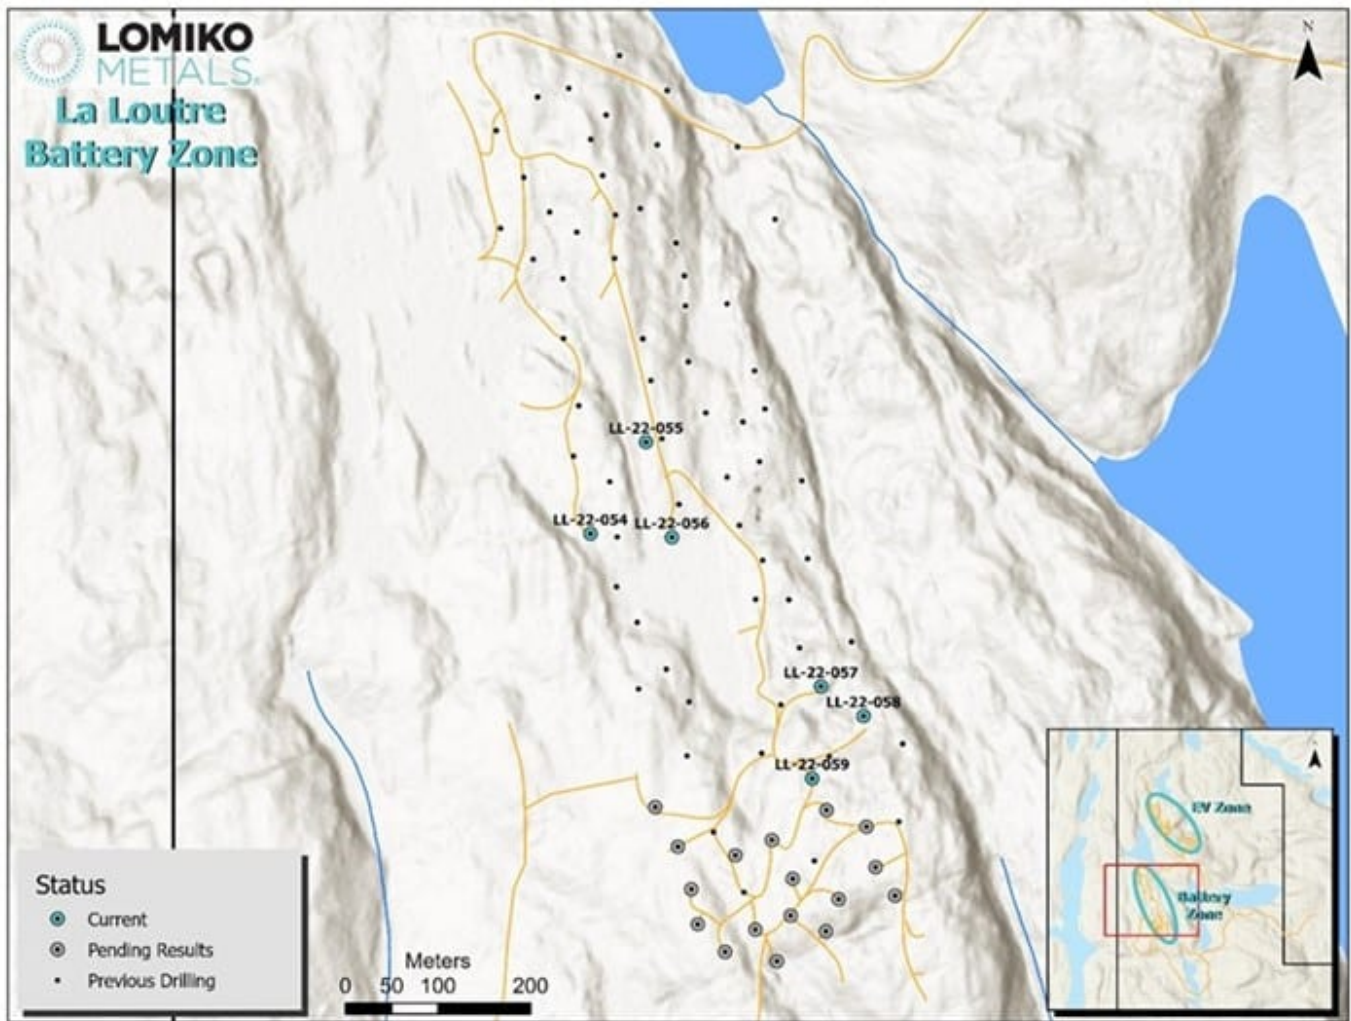 LOMIKO
METALS
La Loutre
Battery Zone
N
LL-22-055
LL-22-054
LL-22-056
LL-22-057
LL-22-058
LL-22-059
EV Zone
Battery
Zone
Status
Current
Pending Results
Previous Drilling
Meters
0 50 100 200